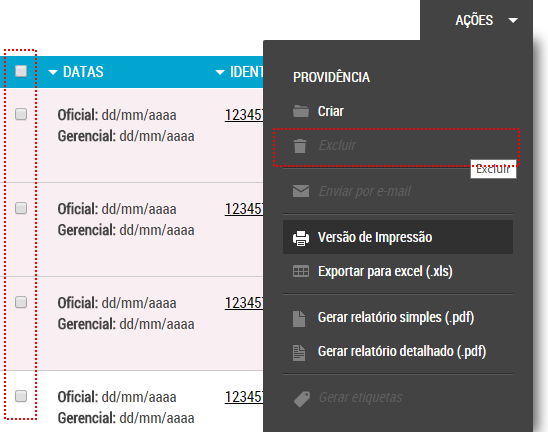 AÇÕES
DATAS
IDENT
PROVIDÊNCIA
Criar
Excluir
Excluir
Enviar por e-mail
Versão de Impressão
Exportar para excel (.xls)
Gerar relatório simples (.pdf)
Gerar relatório detalhado (.pdf)
Gerar etiquetas
Oficial: dd/mm/aaaa
Gerencial: dd/mm/aaaa
12345
Oficial: dd/mm/aaaa
Gerencial: dd/mm/aaaa
12345
Oficial: dd/mm/aaaa
Gerencial: dd/mm/aaaa
12345
Oficial: dd/mm/aaaa
Gerencial: dd/mm/aaaa
12345